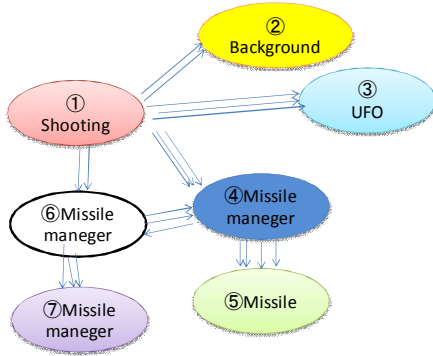 ②
Background
①
Shooting
③
UFO
④Missile
maneger
⑥Missile
maneger
⑤Missile
⑦Missile
maneger